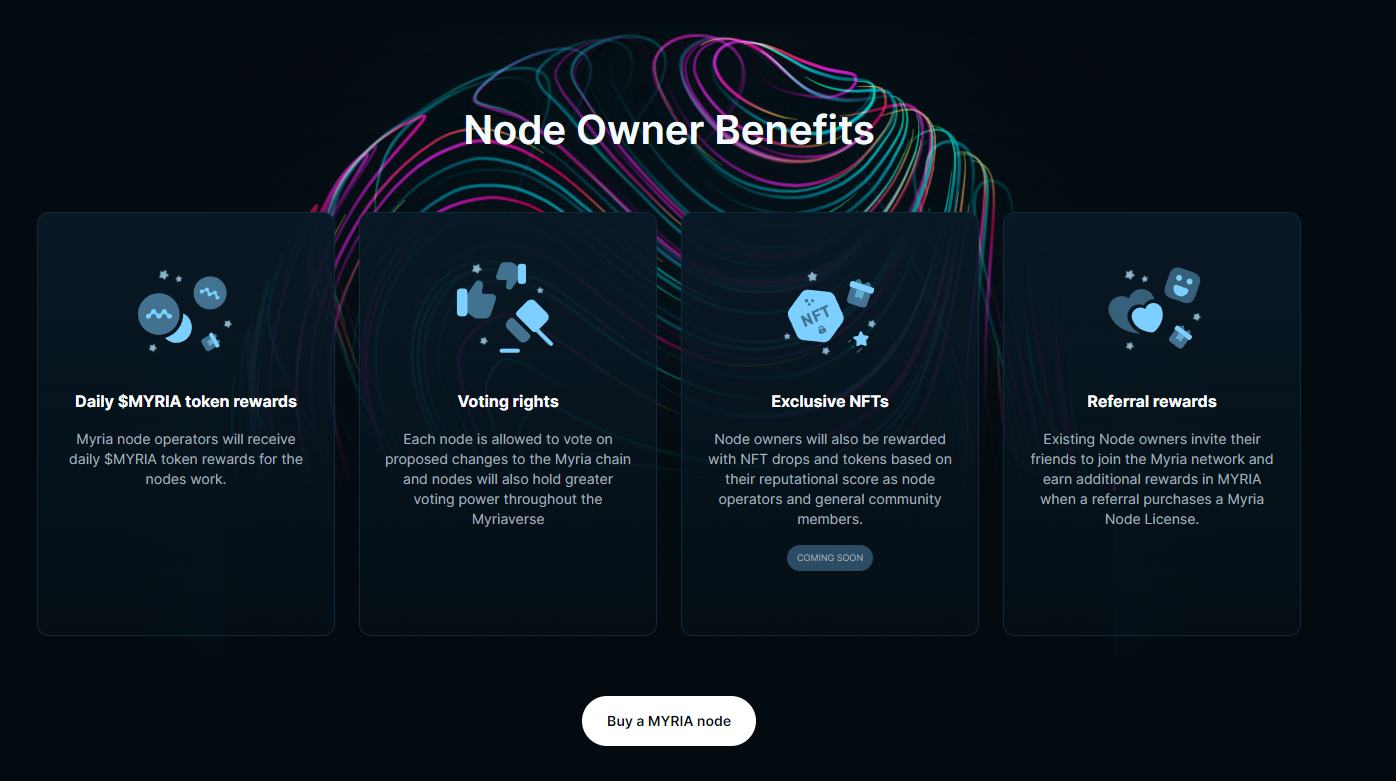 Node Owner Benefits
NFT
Daily $MYRIA token rewards
Myria node operators will receive
daily $MYRIA token rewards for the
nodes work.
Voting rights
Each node is allowed to vote on
proposed changes to the Myria chain
and nodes will also hold greater
voting power throughout the
Myriaverse
Exclusive NFTs
Node owners will also be rewarded
with NFT drops and tokens based on
their reputational score as node
operators and general community
members.
COMING SOON
Referral rewards
Existing Node owners invite their
friends to join the Myria network and
earn additional rewards in MYRIA
when a referral purchases a Myria
Node License.
Buy a MYRIA node